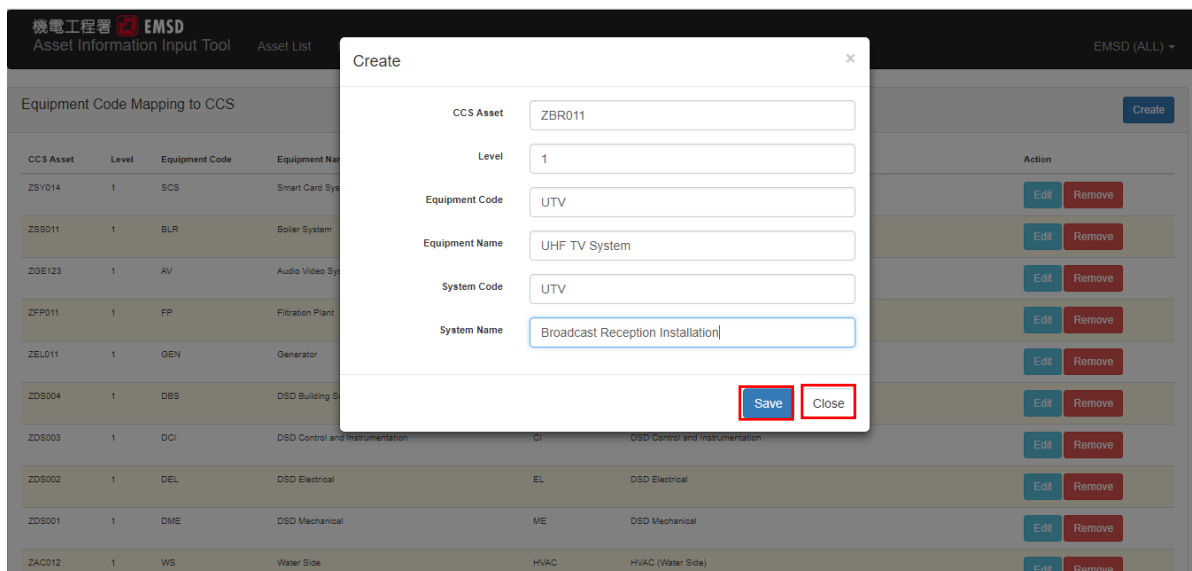 機電工程署 EMSD
Asset Information Input Tool Asset List EMSD (ALL)
Create ×
Equipment Code Mapping to CCS Create
CCS Asset ZBR011
Level 1
Equipment Code UTV
Equipment Name UHF TV System
System Code UTV
System Name Broadcast Reception Installation
Save Close
CCS Asset Level Equipment Code Equipment Action
ZSY014 1 SCS Smart Card Edit Remove
ZSS011 1 BLR Boiler System Edit Remove
ZGE123 1 AV Audio Video Edit Remove
ZFP011 1 FP Filtration Plant Edit Remove
ZEL011 1 GEN Generator Edit Remove
ZDS004 1 DBS DSD Building Edit Remove
ZDS003 1 DCI DSD Control and Instrumentation CI DSD Control and Instrumentation Edit Remove
ZDS002 1 DEL DSD Electrical EL DSD Electrical Edit Remove
ZDS001 1 DME DSD Mechanical ME DSD Mechanical Edit Remove
ZAC012 1 WS Water Side HVAC HVAC (Water Side) Edit Remove